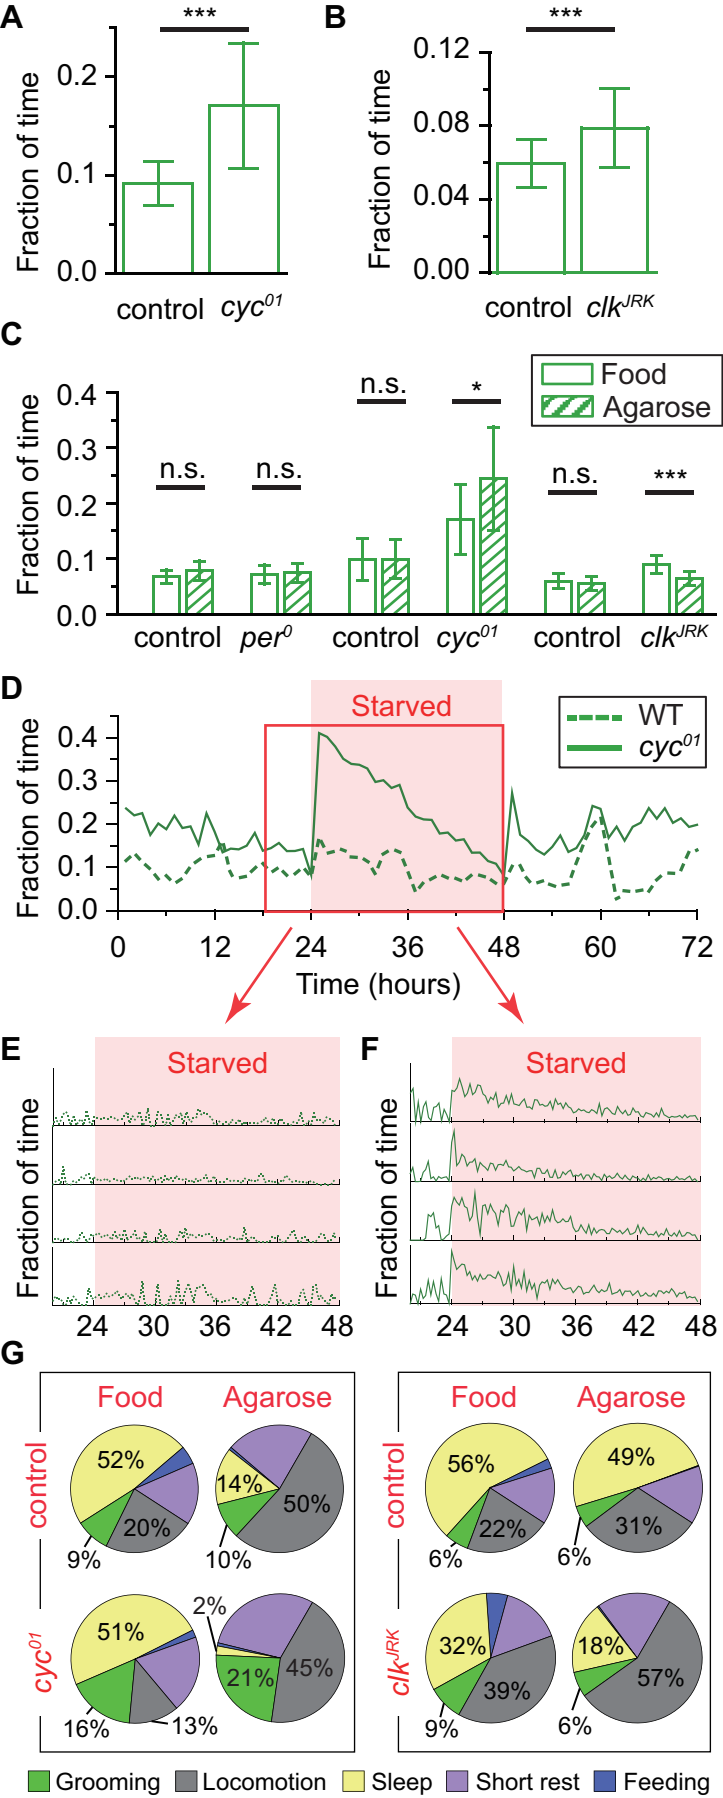 A
***
Fraction of time
0.2
0.1
0.0
control cyc01
B
***
Fraction of time
0.12
0.08
0.04
0.00
control clkJRK
C
Food
Agarose
Fraction of time
0.4
0.3
0.2
0.1
0.0
n.s. n.s. n.s. * n.s. ***
control per0 control cyc01 control clkJRK
D
Starved
WT
cyc01
Fraction of time
0.4
0.3
0.2
0.1
0.0
0 12 24 36 48 60 72
Time (hours)
E
Starved
Fraction of time
24 30 36 42 48
F
Starved
Fraction of time
24 30 36 42 48
G
Food Agarose
control
52%
20%
9%
14%
50%
10%
cyc01
51%
16%
13%
2%
21%
45%
Food Agarose
control
56%
22%
6%
49%
31%
6%
clkJRK
32%
39%
9%
18%
57%
6%
Grooming Locomotion Sleep Short rest Feeding